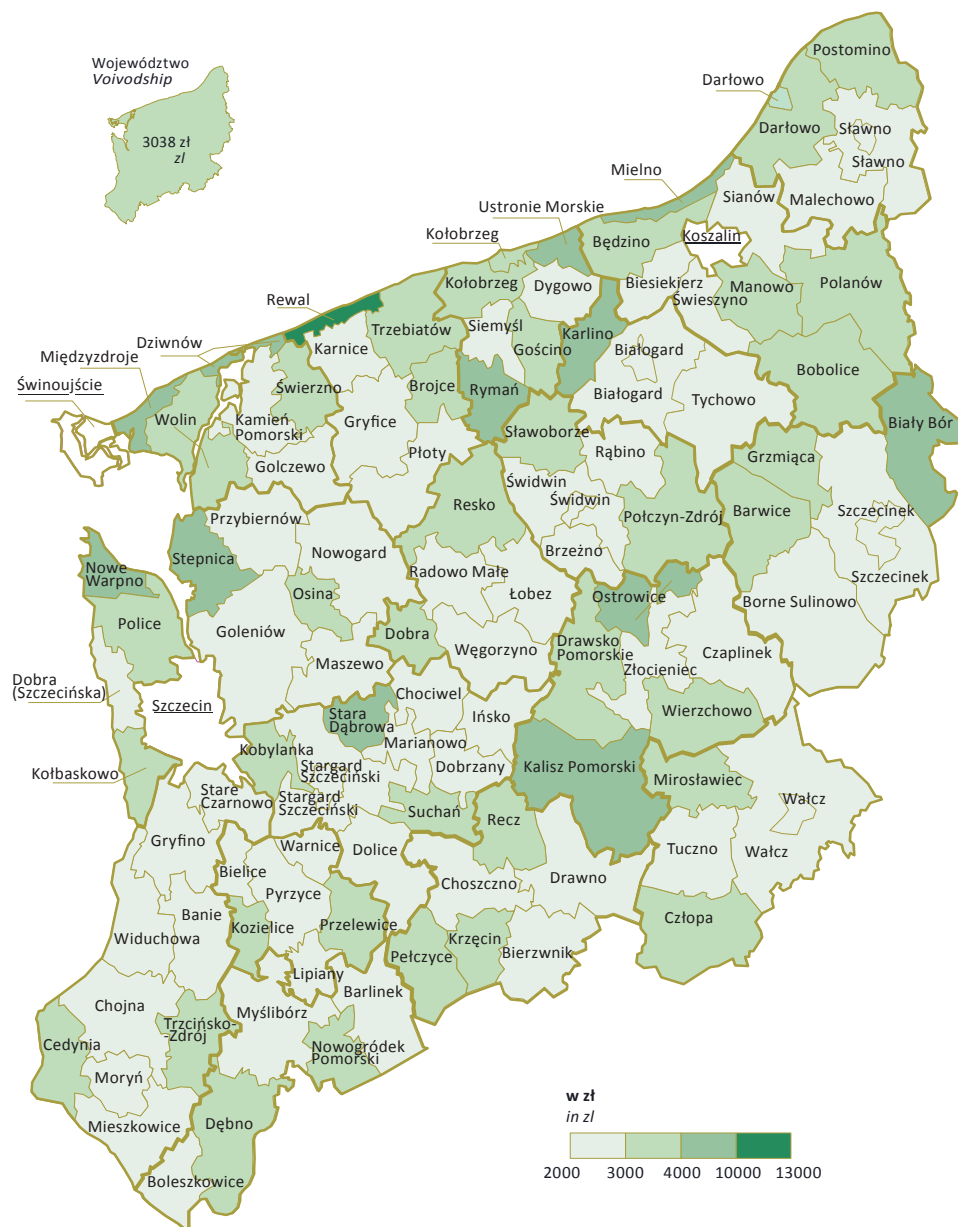 Województwo
Voivodship
3038 zł
zl
Postomino
Darłowo
Darłowo
Sławno
Sławno
Mielno
Sianów
Malechowo
Ustronie Morskie
Kołobrzeg
Będzino
Koszalin
Kołobrzeg
Dygowo
Biesiekierz
Świeszyno
Manowo
Polanów
Rewal
Trzebiatów
Siemyśl
Karlino
Dziwnów
Karnice
Gościno
Białogard
Międzyzdroje
Bobolice
Świnoujście
Świerzno
Brojce
Rymań
Białogard
Tychowo
Wolin
Kamień
Pomorski
Gryfice
Biały Bór
Sławoborze
Płoty
Rąbino
Grzmiąca
Golczewo
Świdwin
Świdwin
Resko
Połczyn-Zdrój
Barwice
Szczecinek
Przybiernów
Stepnica
Nowogard
Brzeżno
Nowe
Warpno
Radowo Małe
Szczecinek
Osina
Łobez
Ostrowice
Borne Sulinowo
Police
Goleniów
Dobra
Drawsko
Pomorskie
Węgorzyno
Czaplinek
Maszewo
Złocieniec
Dobra
(Szczecińska)
Szczecin
Chociwel
Stara
Dąbrowa
Ińsko
Wierzchowo
Kobylanka
Marianowo
Stargard
Szczeciński
Dobrzany
Kalisz Pomorski
Kołbaskowo
Mirosławiec
Stare
Czarnowo
Stargard
Szczeciński
Suchań
Recz
Wałcz
Gryfino
Warnice
Dolice
Tuczno
Wałcz
Bielice
Choszczno
Drawno
Pyrzyce
Banie
Kozielice
Przelewice
Człopa
Widuchowa
Krzęcin
Pełczyce
Bierzwnik
Lipiany
Chojna
Barlinek
Myślibórz
Trzcińsko-
-Zdrój
Cedynia
Nowogródek
Pomorski
Moryń
Mieszkowice
Dębno
Boleszkowice
w zł
in zl
2000 3000 4000 10000 13000